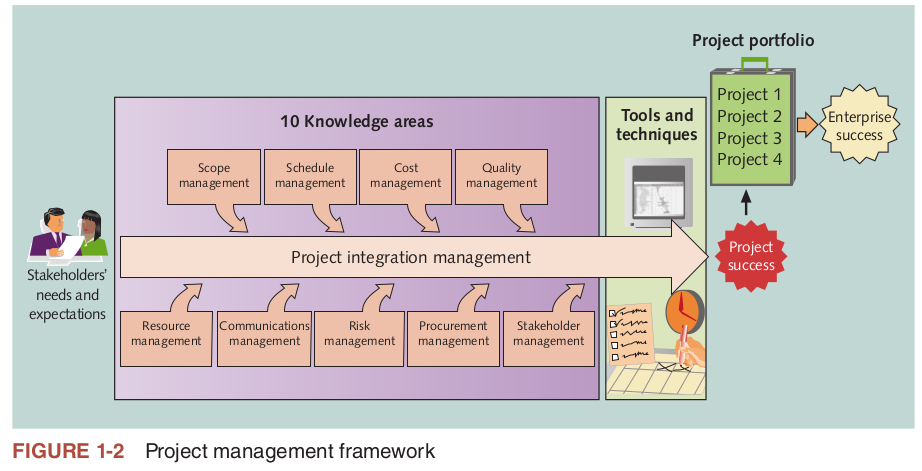 Project portfolio
Project 1
Project 2
Project 3
Project 4
Enterprise
success
10 Knowledge areas
Tools and
techniques
Scope
management
Schedule
management
Cost
management
Quality
management
Stakeholders’
needs and
expectations
Project integration management
Project
success
Resource
management
Communications
management
Risk
management
Procurement
management
Stakeholder
management
FIGURE 1-2 Project management framework